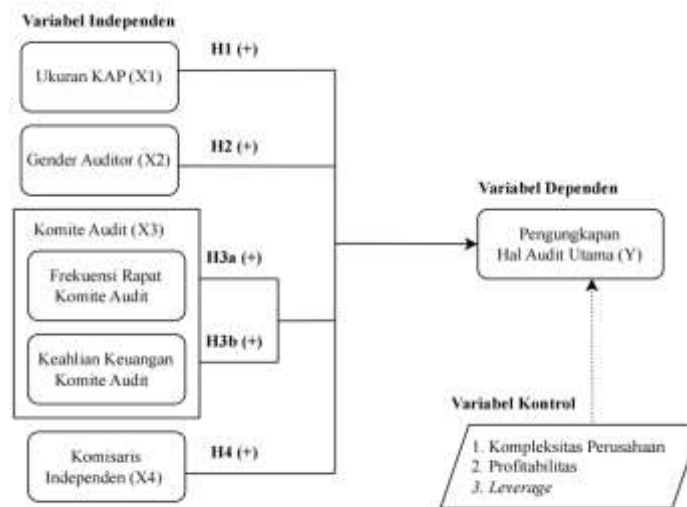 Variabel Independen
H1 (+)
Ukuran KAP (X1)
H2 (+)
Gender Auditor (X2)
Komite Audit (X3)
H3a (+)
Frekuensi Rapat
Komite Audit
H3b (+)
Keahlian Keuangan
Komite Audit
H4 (+)
Komisaris
Independen (X4)
Variabel Dependen
Pengungkapan
Hal Audit Utama (Y)
Variabel Kontrol
1. Kompleksitas Perusahaan
2. Profitabilitas
3. Leverage